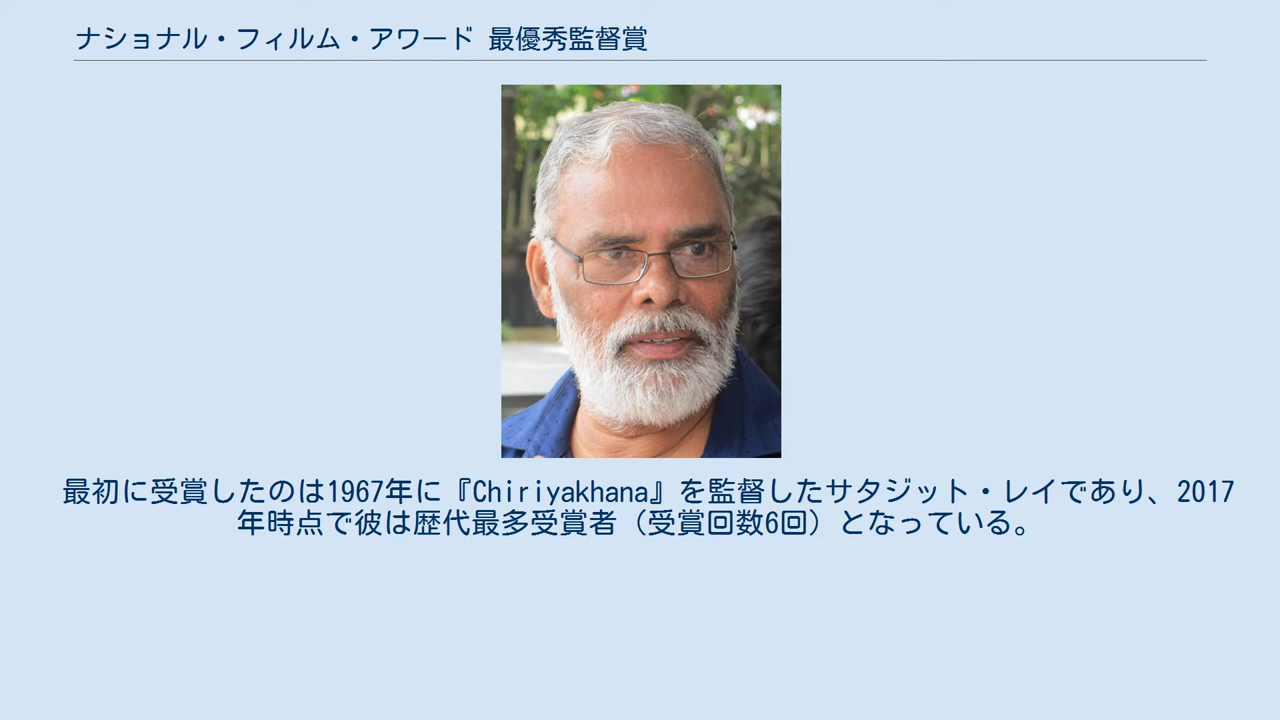 ナショナル・フィルム・アワード 最優秀監督賞
最初に受賞したのは1967年に『Chiriyakhana』を監督したサタジット・レイであり、2017
年時点で彼は歴代最多受賞者（受賞回数6回）となっている。